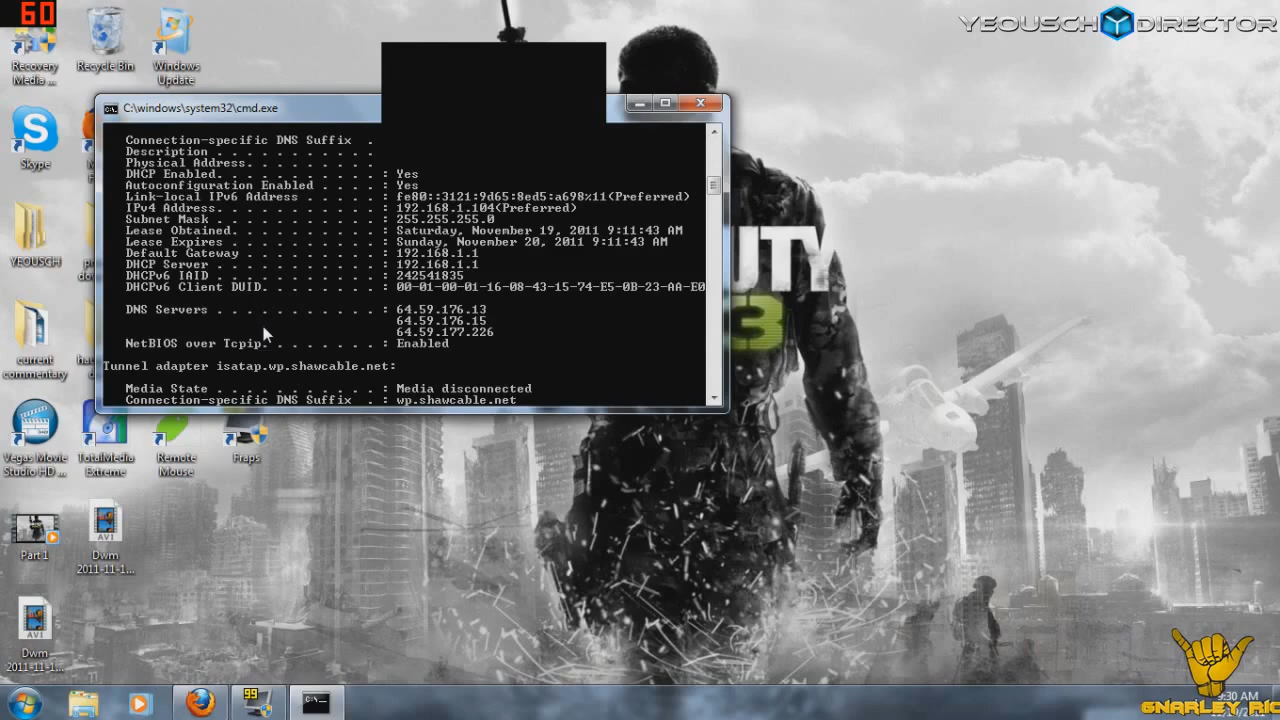 60
YEOUSCH DIRECTOR
Recovery
Media ...
Recycle Bin
Windows
Update
Skype
YEOUSCH
current
commentary
Vegas Movie
Studio HD ...
TotalMedia
Extreme
Remote
Mouse
Fraps
Part 1
AVI
Dwm
2011-11-1...
AVI
Dwm
2011-11-1...
C:\windows\system32\cmd.exe
Connection-specific DNS Suffix .
Description . . . . . . . . . . .
Physical Address. . . . . . . . .
DHCP Enabled. . . . . . . . . . . : Yes
Autoconfiguration Enabled . . . . : Yes
Link-local IPv6 Address . . . . . : fe80::3121:9d65:8ed5:a698%11(Preferred)
IPv4 Address. . . . . . . . . . . : 192.168.1.104(Preferred)
Subnet Mask . . . . . . . . . . . : 255.255.255.0
Lease Obtained. . . . . . . . . . : Saturday, November 19, 2011 9:11:43 AM
Lease Expires . . . . . . . . . . : Sunday, November 20, 2011 9:11:43 AM
Default Gateway . . . . . . . . . : 192.168.1.1
DHCP Server . . . . . . . . . . . : 192.168.1.1
DHCPv6 IAID . . . . . . . . . . . : 242541835
DHCPv6 Client DUID. . . . . . . . : 00-01-00-01-16-08-43-15-74-E5-0B-23-AA-E0
DNS Servers . . . . . . . . . . . : 64.59.176.13
64.59.176.15
64.59.177.226
NetBIOS over Tcpip. . . . . . . . : Enabled
Tunnel adapter isatap.wp.shawcable.net:
Media State . . . . . . . . . . . : Media disconnected
Connection-specific DNS Suffix . : wp.shawcable.net
UTY
3
99
9:30 AM
GNARLEY RIC